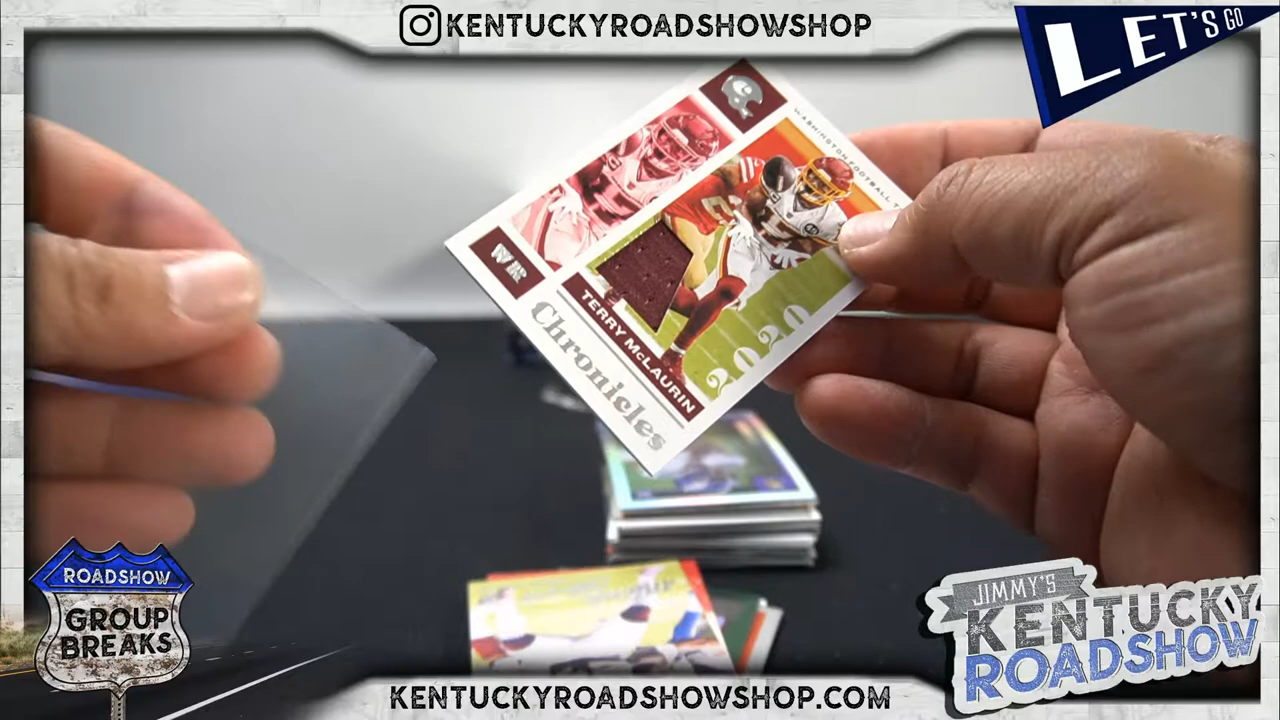 KENTUCKYROADSHOWSHOP
LET'S GO
WASHINGTON FOOTBALL T
WR
TERRY McLAURIN
Chronicles
2020
ROADSHOW
GROUP
BREAKS
JIMMY'S
KENTUCKY
ROADSHOW
KENTUCKYROADSHOWSHOP.COM